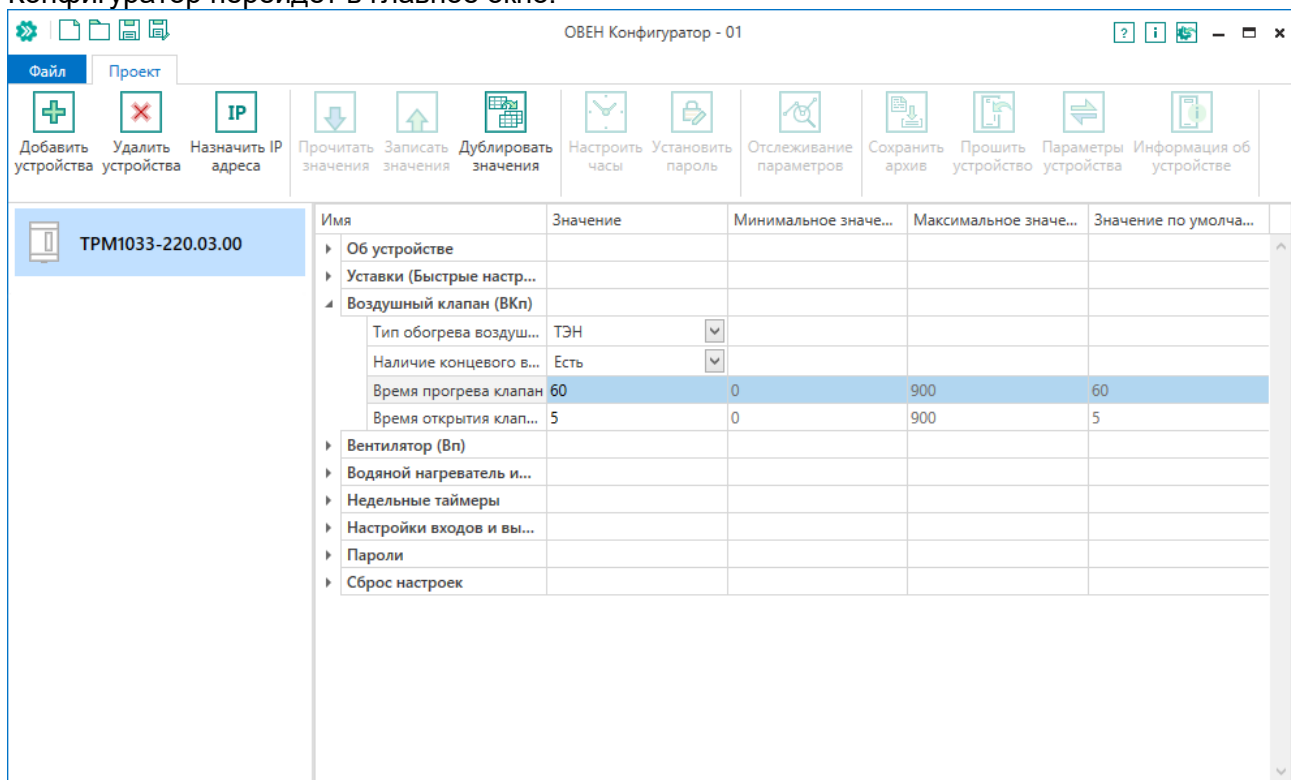 Конфигуратор перейдет в главное окно:
ОВЕН Конфигуратор - 01
Файл Проект
Добавить устройства Удалить устройства Назначить IP адреса Прочитать значения Записать значения Дублировать значения Настроить часы Установить пароль Отслеживание параметров Сохранить архив Прошить устройство Параметры устройства Информация об устройстве
ТРМ1033-220.03.00
Имя Значение Минимальное значе... Максимальное значе... Значение по умолча...
Об устройстве
Уставки (Быстрые настр...
Воздушный клапан (ВКп)
Тип обогрева воздуш... ТЭН
Наличие концевого в... Есть
Время прогрева клапан 60 0 900 60
Время открытия клап... 5 0 900 5
Вентилятор (Вп)
Водяной нагреватель и...
Недельные таймеры
Настройки входов и вы...
Пароли
Сброс настроек